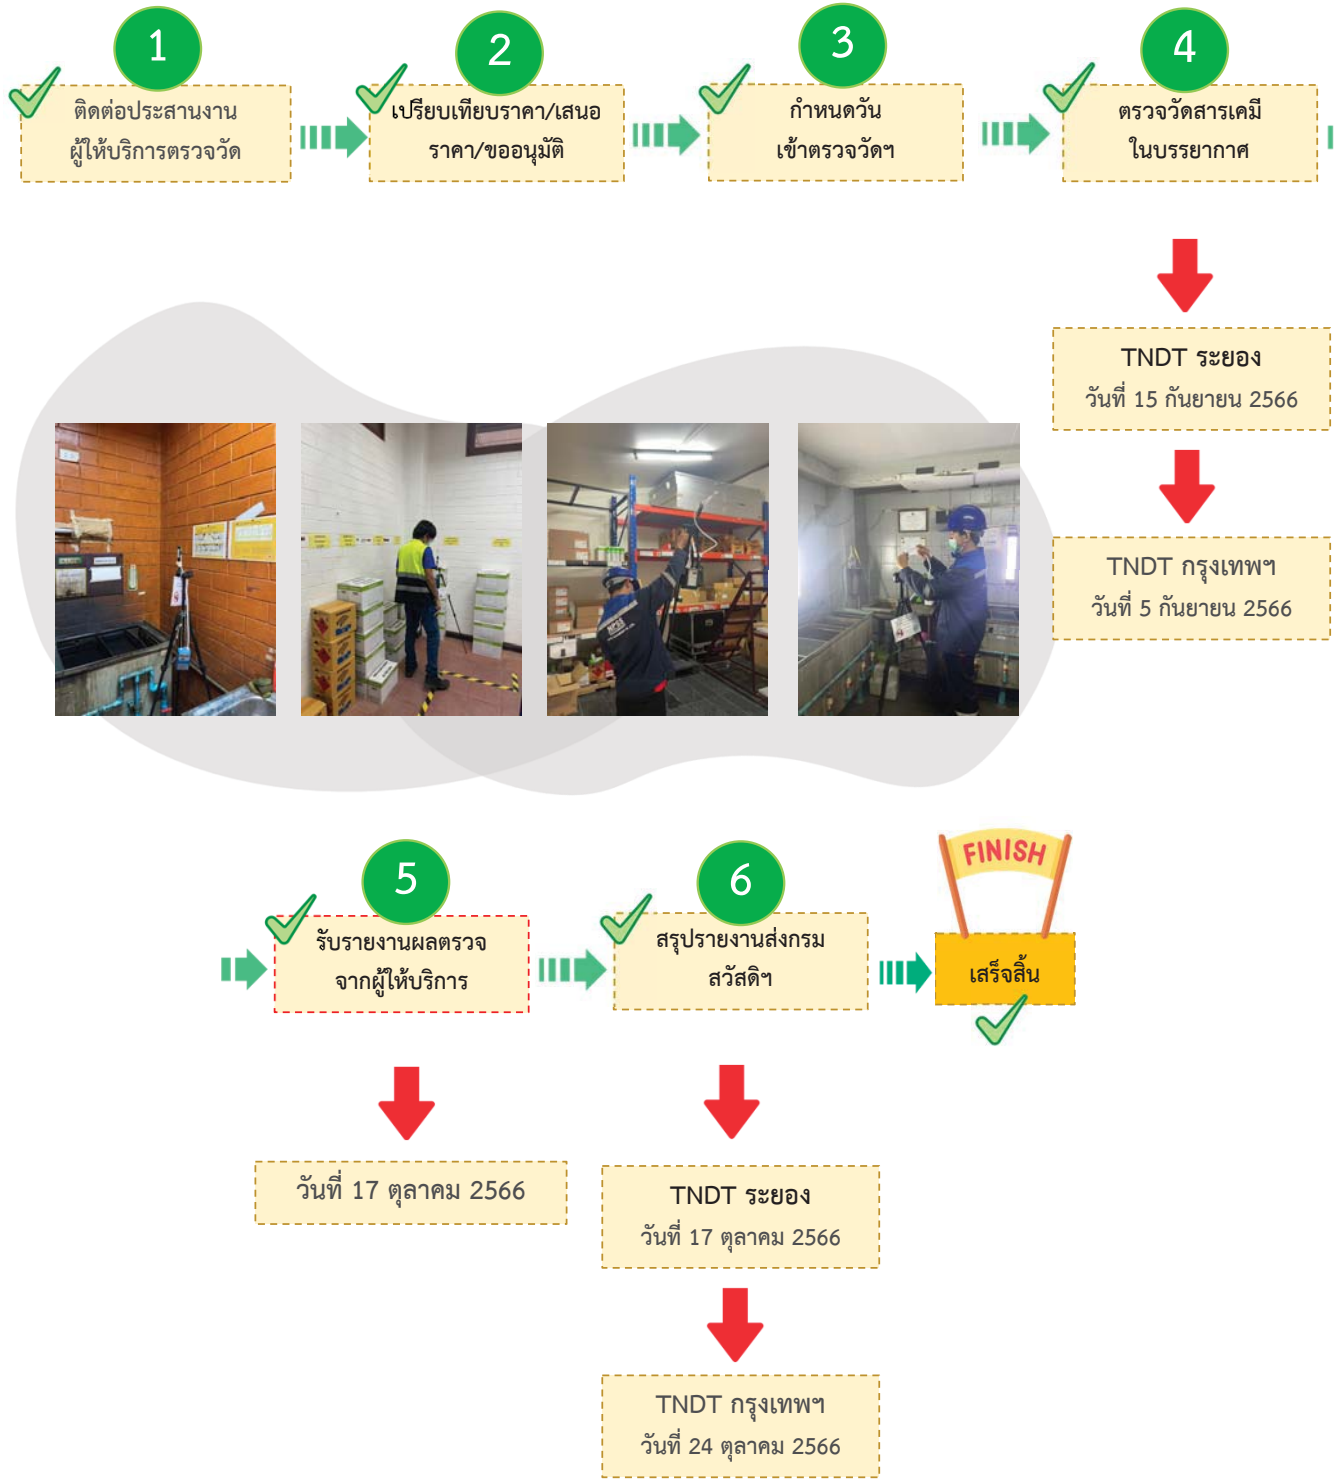 1
ติดต่อประสานงาน
ผู้ให้บริการตรวจวัด
2
เปรียบเทียบราคา/เสนอ
ราคา/ขออนุมัติ
3
กำหนดวัน
เข้าตรวจวัดฯ
4
ตรวจวัดสารเคมี
ในบรรยากาศ
TNDT ระยอง
วันที่ 15 กันยายน 2566
TNDT กรุงเทพฯ
วันที่ 5 กันยายน 2566
NPSS
5
รับรายงานผลตรวจ
จากผู้ให้บริการ
6
สรุปรายงานส่งกรม
สวัสดิฯ
FINISH
เสร็จสิ้น
วันที่ 17 ตุลาคม 2566
TNDT ระยอง
วันที่ 17 ตุลาคม 2566
TNDT กรุงเทพฯ
วันที่ 24 ตุลาคม 2566